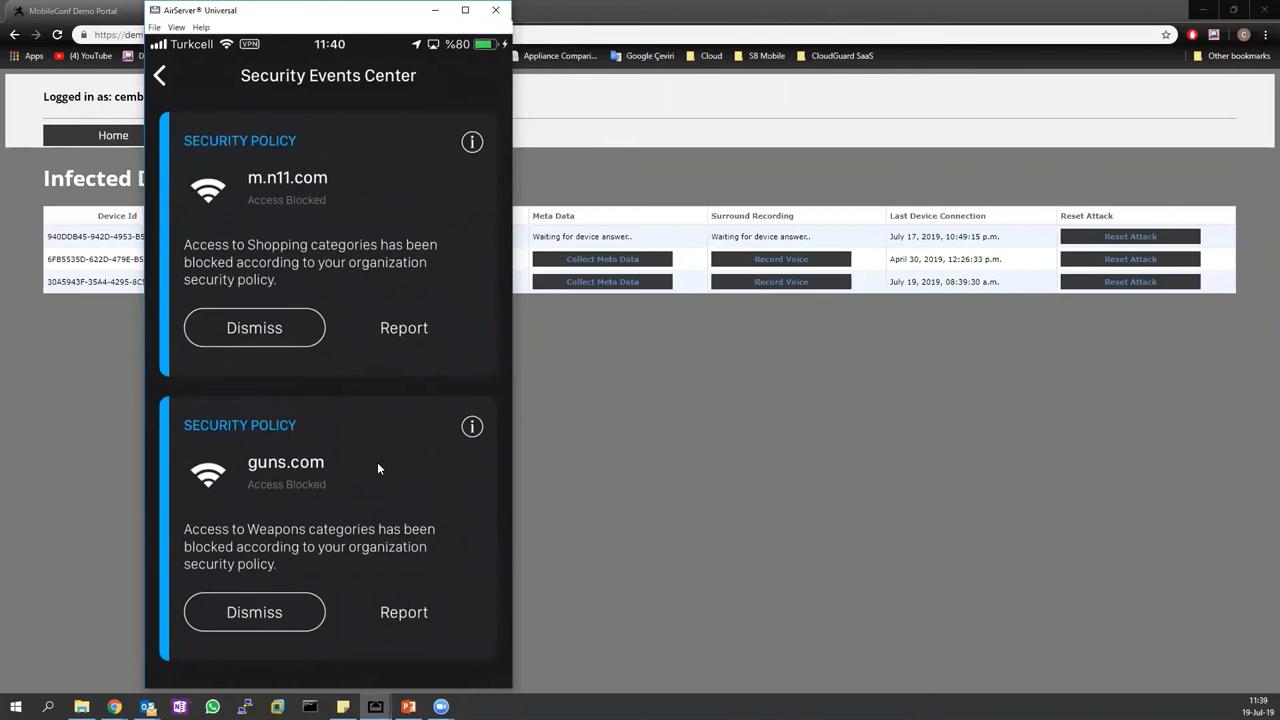 MobileConf Demo Portal
AirServer® Universal
File View Help
https://dem
Apps
(4) YouTube
Appliance Compari...
Google Çeviri
Cloud
SB Mobile
CloudGuard SaaS
Other bookmarks
Turkcell VPN 11:40 %80
Security Events Center
Logged in as: cemb
Home
Infected D
SECURITY POLICY
m.n11.com
Access Blocked
Access to Shopping categories has been
blocked according to your organization
security policy.
Dismiss Report
SECURITY POLICY
guns.com
Access Blocked
Access to Weapons categories has been
blocked according to your organization
security policy.
Dismiss Report
Device Id Meta Data Surround Recording Last Device Connection Reset Attack
940DDB45-942D-4953-B5 Waiting for device answer.. Waiting for device answer.. July 17, 2019, 10:49:15 p.m. Reset Attack
6FB5535D-622D-479E-B5 Collect Meta Data Record Voice April 30, 2019, 12:26:33 p.m. Reset Attack
30A5943F-35A4-4295-8C5 Collect Meta Data Record Voice July 19, 2019, 08:39:30 a.m. Reset Attack
11:39
19-Jul-19